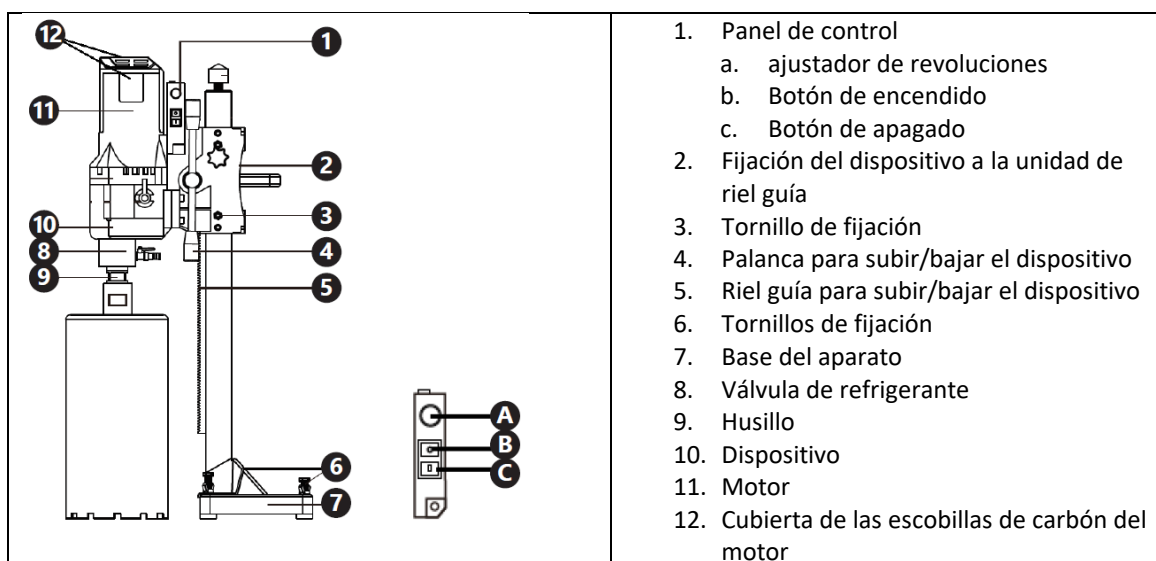 12
1
11
2
10
3
8
4
9
5
A
B
6
C
7
1. Panel de control
a. ajustador de revoluciones
b. Botón de encendido
c. Botón de apagado
2. Fijación del dispositivo a la unidad de
riel guía
3. Tornillo de fijación
4. Palanca para subir/bajar el dispositivo
5. Riel guía para subir/bajar el dispositivo
6. Tornillos de fijación
7. Base del aparato
8. Válvula de refrigerante
9. Husillo
10. Dispositivo
11. Motor
12. Cubierta de las escobillas de carbón del
motor